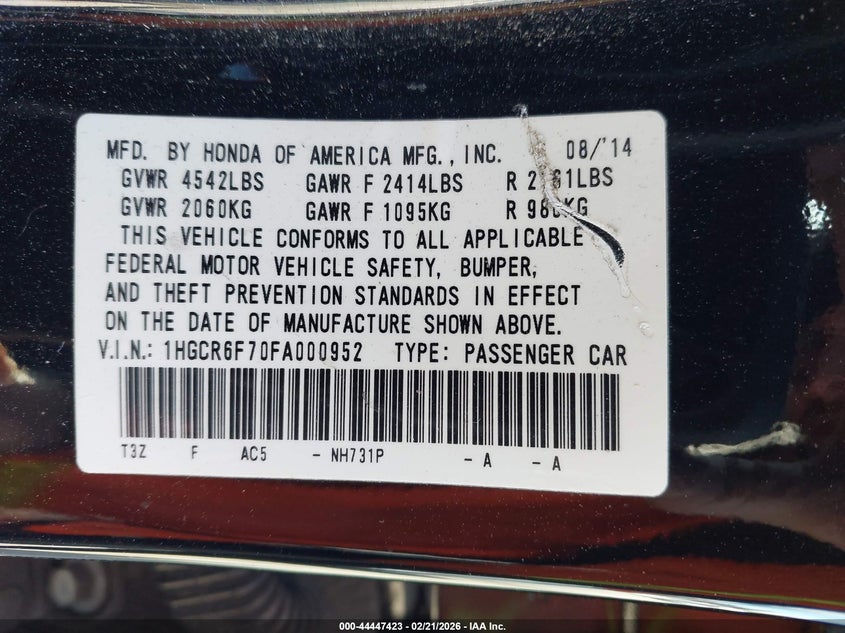 MFD. BY HONDA OF AMERICA MFG., INC. 08/'14
GVWR 4542LBS GAWR F 2414LBS R
GVWR 2060KG GAWR F 1095KG R
THIS VEHICLE CONFORMS TO ALL APPLICABLE
FEDERAL MOTOR VEHICLE SAFETY, BUMPER,
AND THEFT PREVENTION STANDARDS IN EFFECT
ON THE DATE OF MANUFACTURE SHOWN ABOVE.
V.I.N.: 1HGCR6F70FA000952 TYPE: PASSENGER CAR
T3Z F AC5 - NH731P - A - A
000-44447423 - 02/21/2026 - IAA Inc.